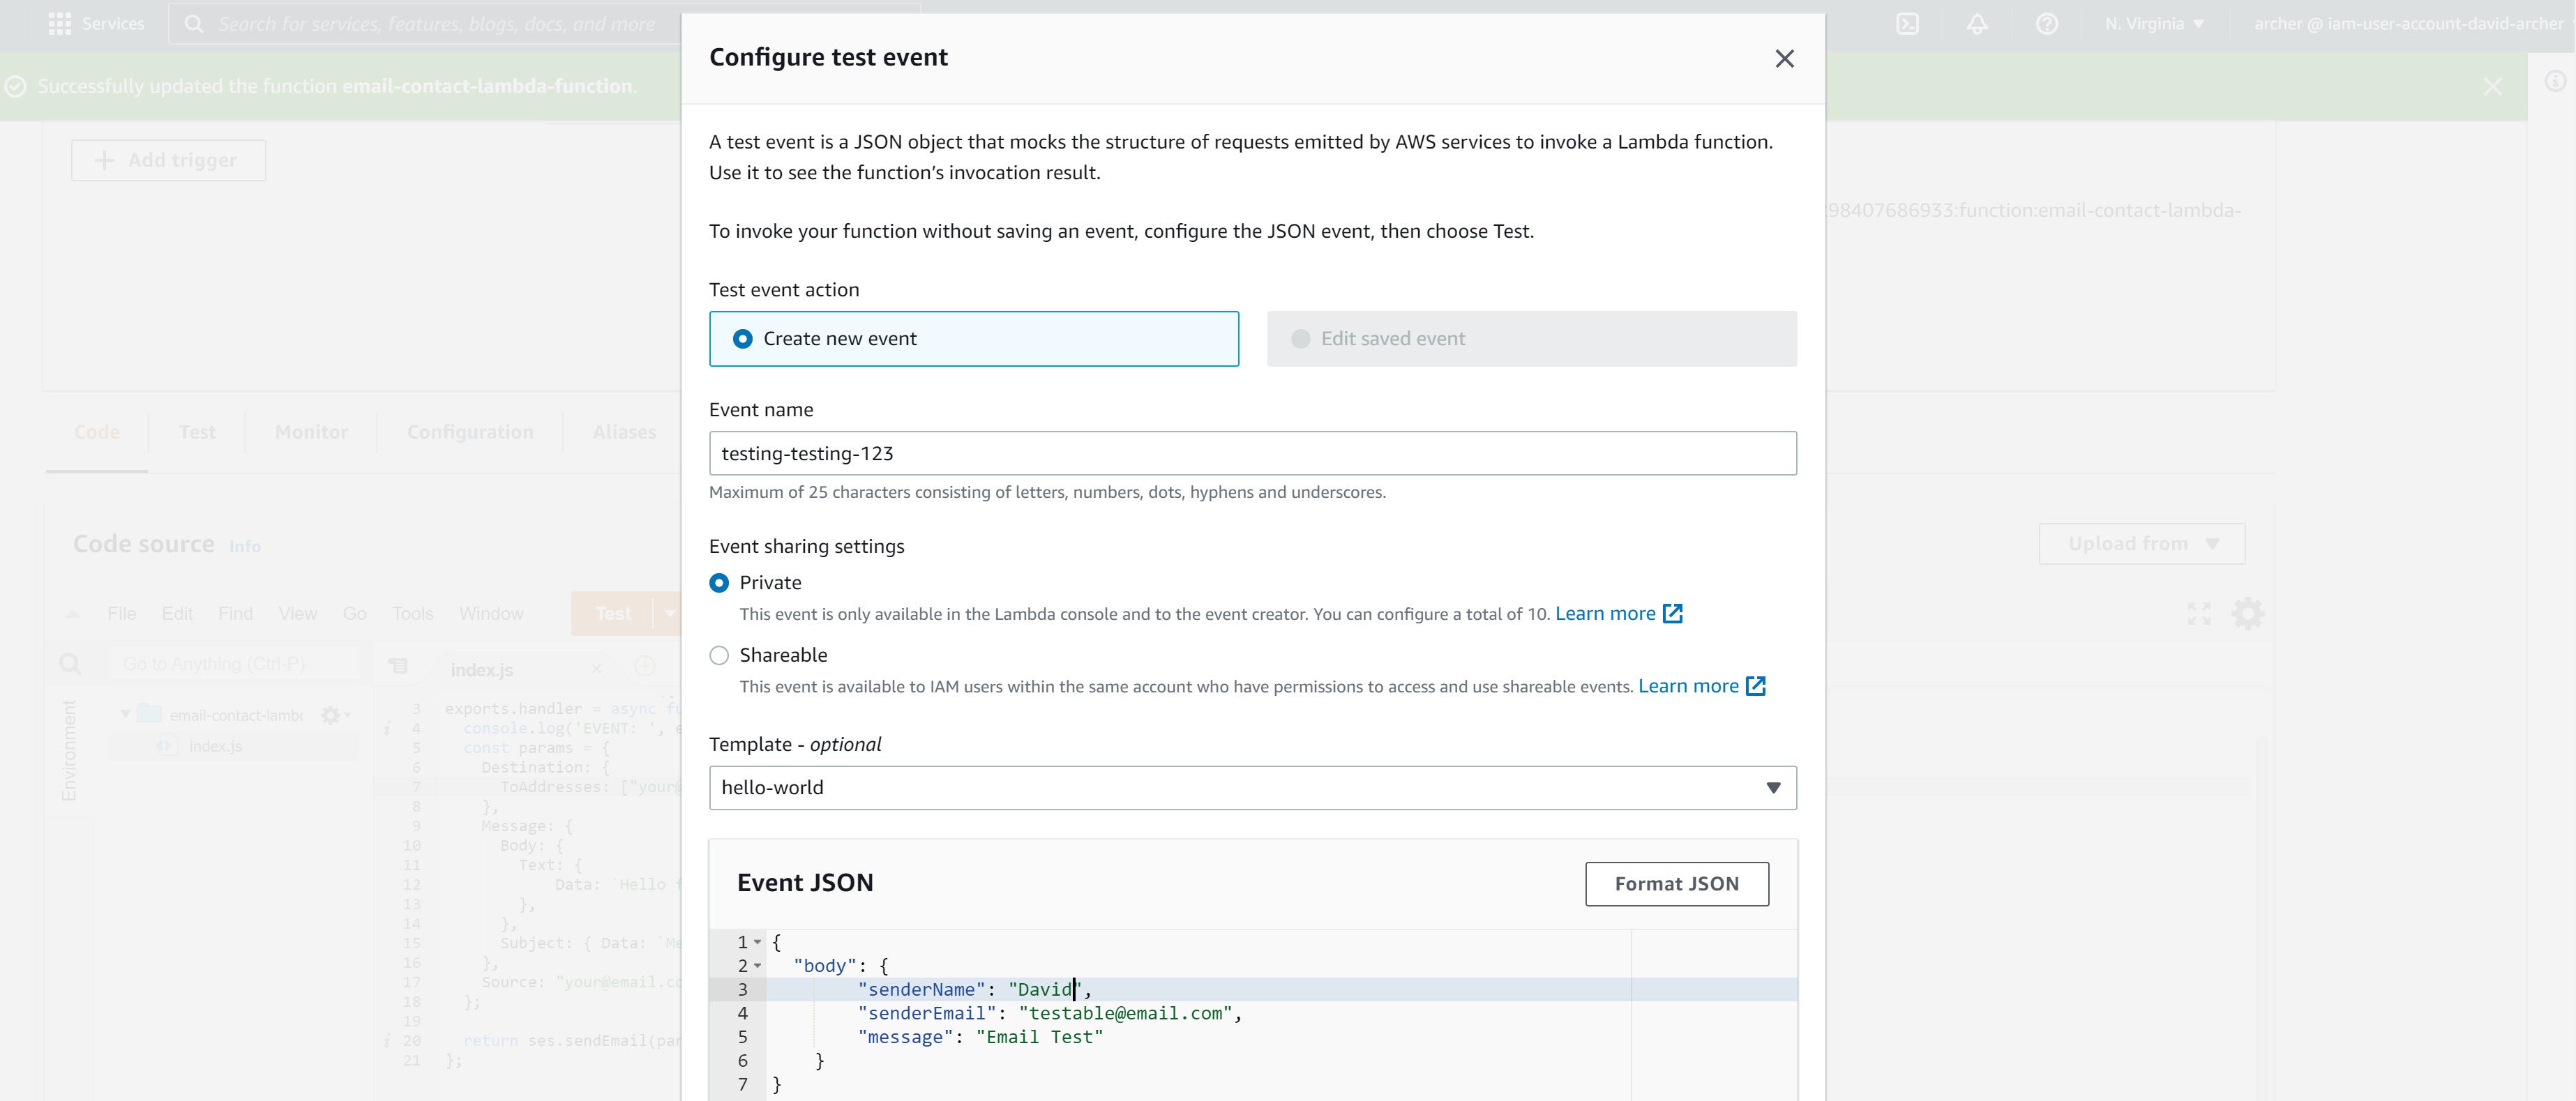 Services
Search for services, features, blogs, docs, and more
N. Virginia
archer @ iam-user-account-david-archer
Successfully updated the function email-contact-lambda-function.
Add trigger
98407686933:function:email-contact-lambda-
Configure test event
A test event is a JSON object that mocks the structure of requests emitted by AWS services to invoke a Lambda function.
Use it to see the function's invocation result.
To invoke your function without saving an event, configure the JSON event, then choose Test.
Test event action
Create new event
Edit saved event
Event name
testing-testing-123
Maximum of 25 characters consisting of letters, numbers, dots, hyphens and underscores.
Event sharing settings
Private
This event is only available in the Lambda console and to the event creator. You can configure a total of 10. Learn more
Shareable
This event is available to IAM users within the same account who have permissions to access and use shareable events. Learn more
Template - optional
hello-world
Event JSON
Format JSON
1 {
2 "body": {
3 "senderName": "David",
4 "senderEmail": "testable@email.com",
5 "message": "Email Test"
6 }
7 }
Code Test Monitor Configuration Aliases
Code source Info
Upload from
File Edit Find View Go Tools Window Test
Go to Anything (Ctrl-P)
index.js
Environment
email-contact-lamb
index.js
3 exports.handler = async fu
4 console.log('EVENT: ', e
5 const params = {
6 Destination: {
7 ToAddresses: ["your@
8 },
9 Message: {
10 Body: {
11 Text: {
12 Data: `Hello f
13 },
14 },
15 Subject: { Data: `Me
16 },
17 Source: "your@email.co
18 };
19
20 return ses.sendEmail(par
21 };